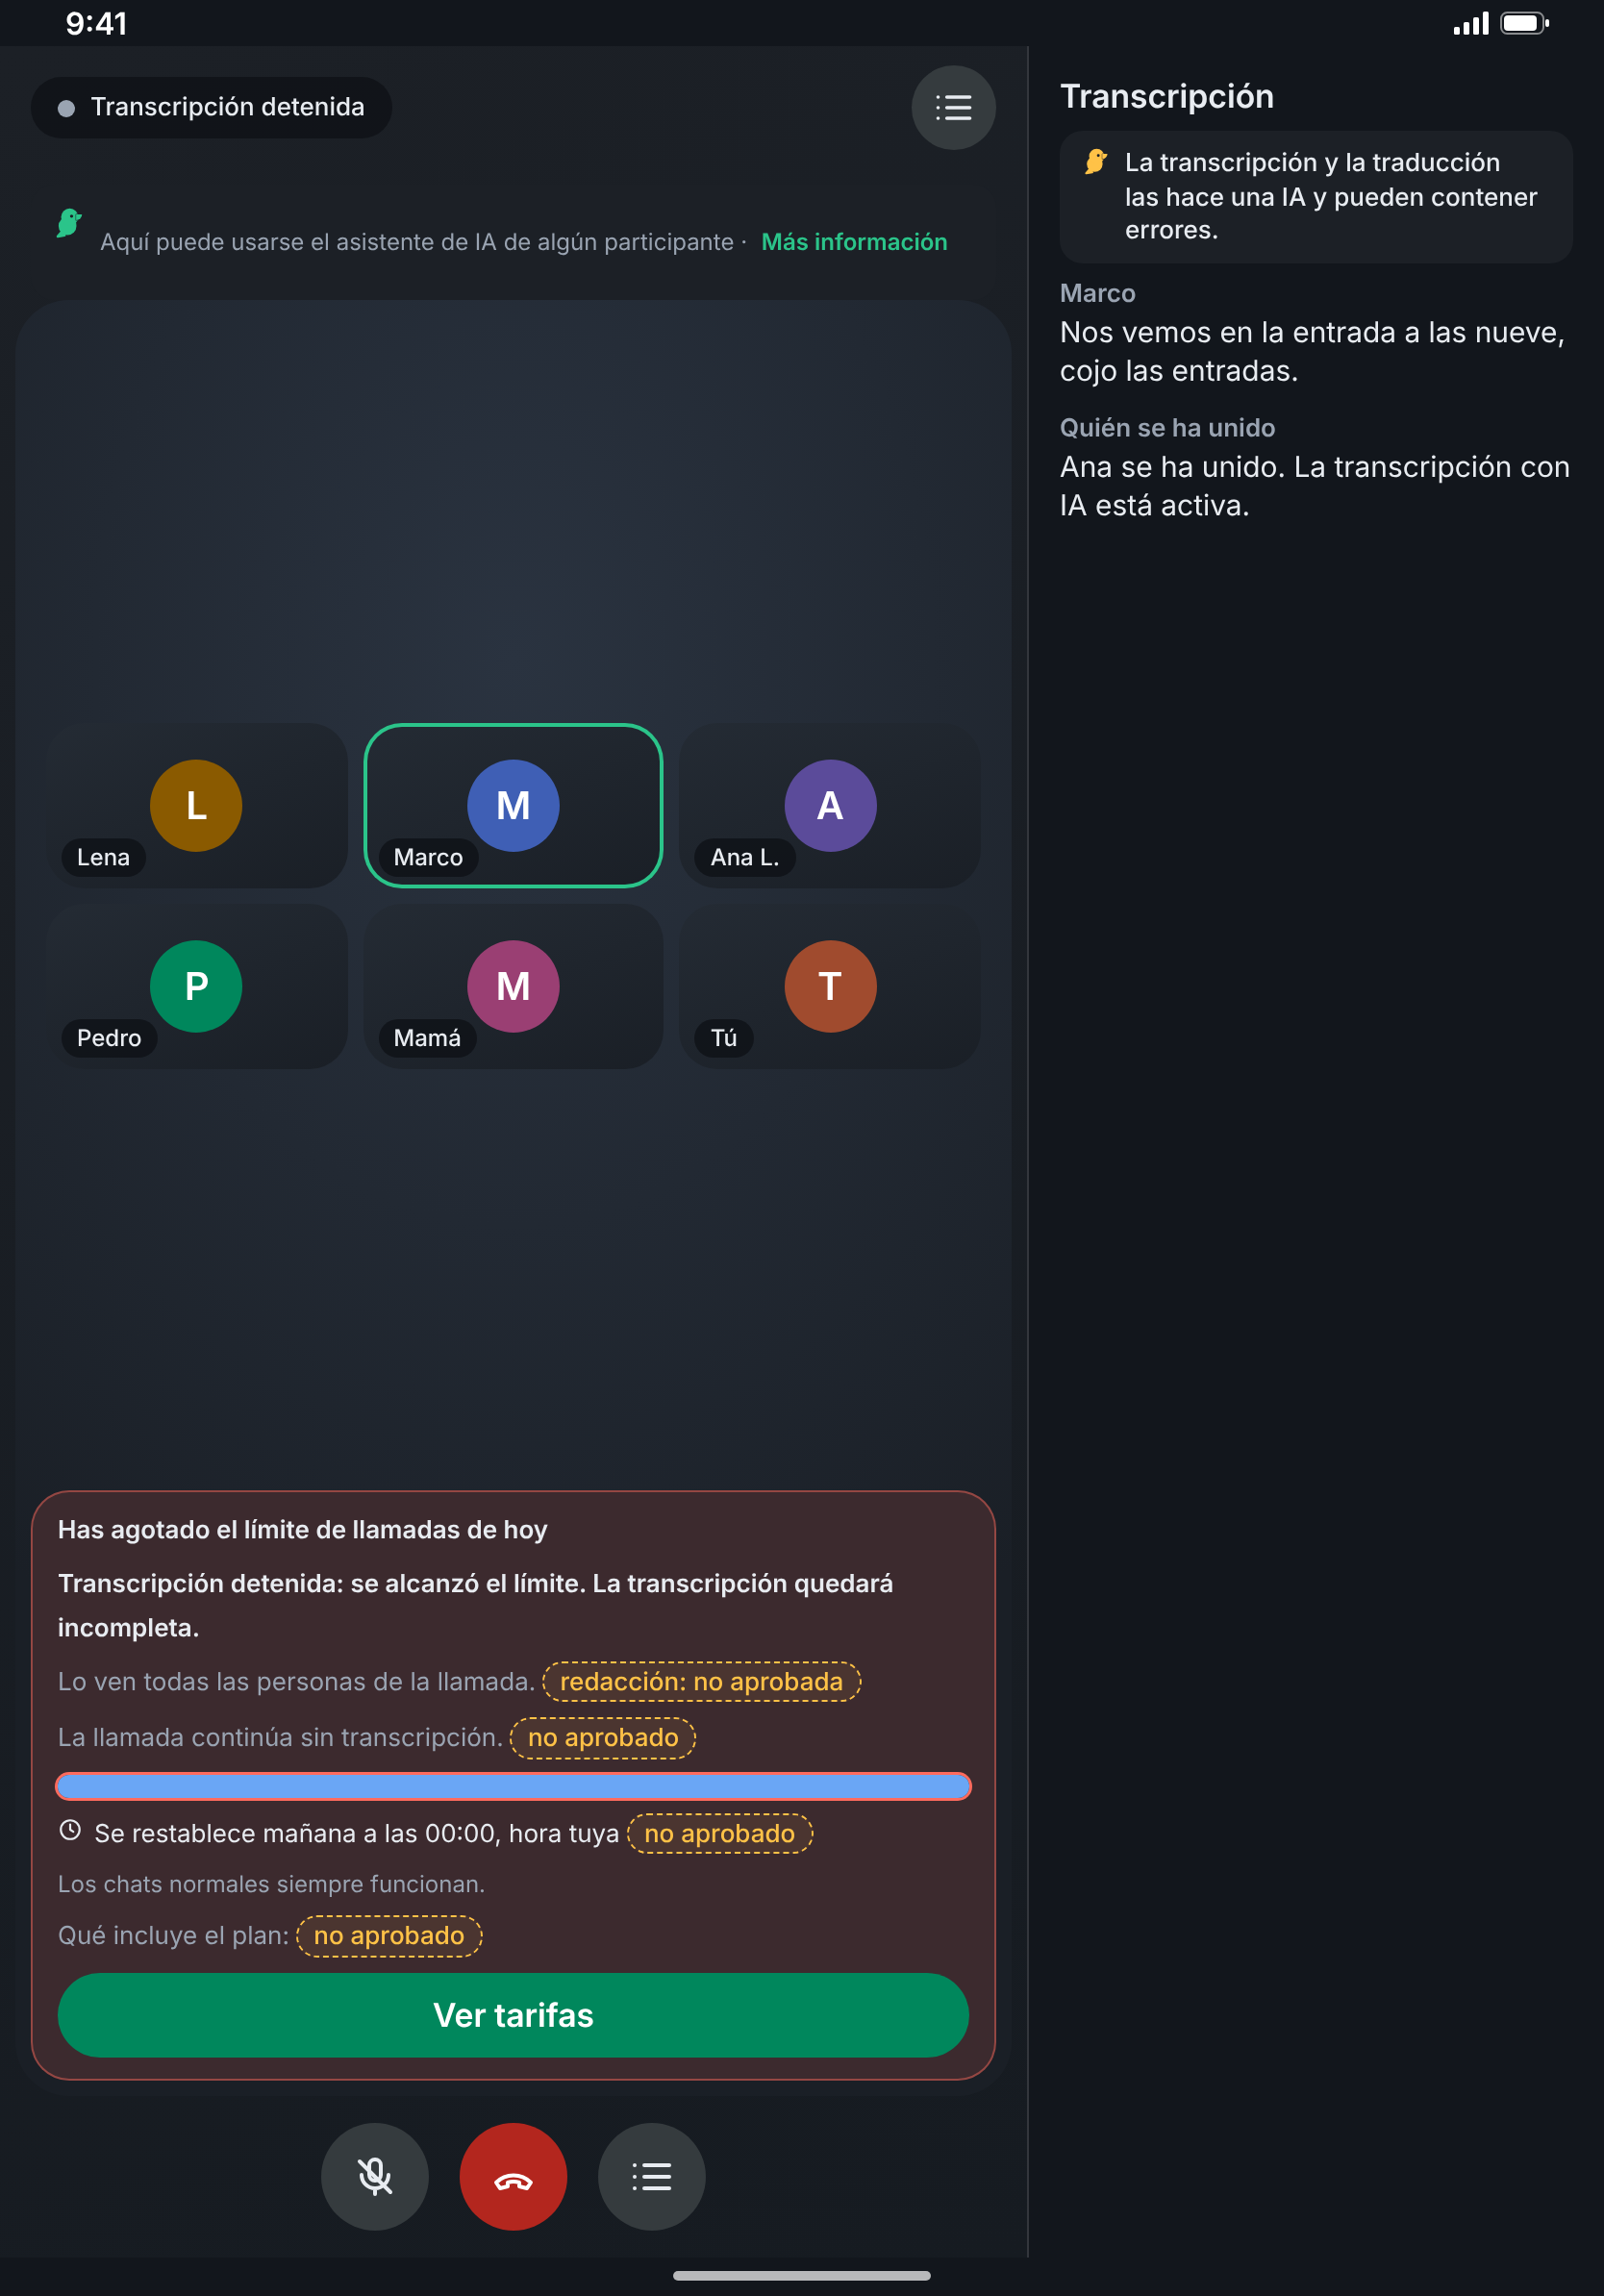 9:41
Transcripción detenida
Aquí puede usarse el asistente de IA de algún participante · Más información
L
Lena
M
Marco
A
Ana L.
P
Pedro
M
Mamá
T
Tú
Has agotado el límite de llamadas de hoy
Transcripción detenida: se alcanzó el límite. La transcripción quedará
incompleta.
Lo ven todas las personas de la llamada. redacción: no aprobada
La llamada continúa sin transcripción. no aprobado
Se restablece mañana a las 00:00, hora tuya no aprobado
Los chats normales siempre funcionan.
Qué incluye el plan: no aprobado
Ver tarifas
Transcripción
La transcripción y la traducción
las hace una IA y pueden contener
errores.
Marco
Nos vemos en la entrada a las nueve,
cojo las entradas.
Quién se ha unido
Ana se ha unido. La transcripción con
IA está activa.